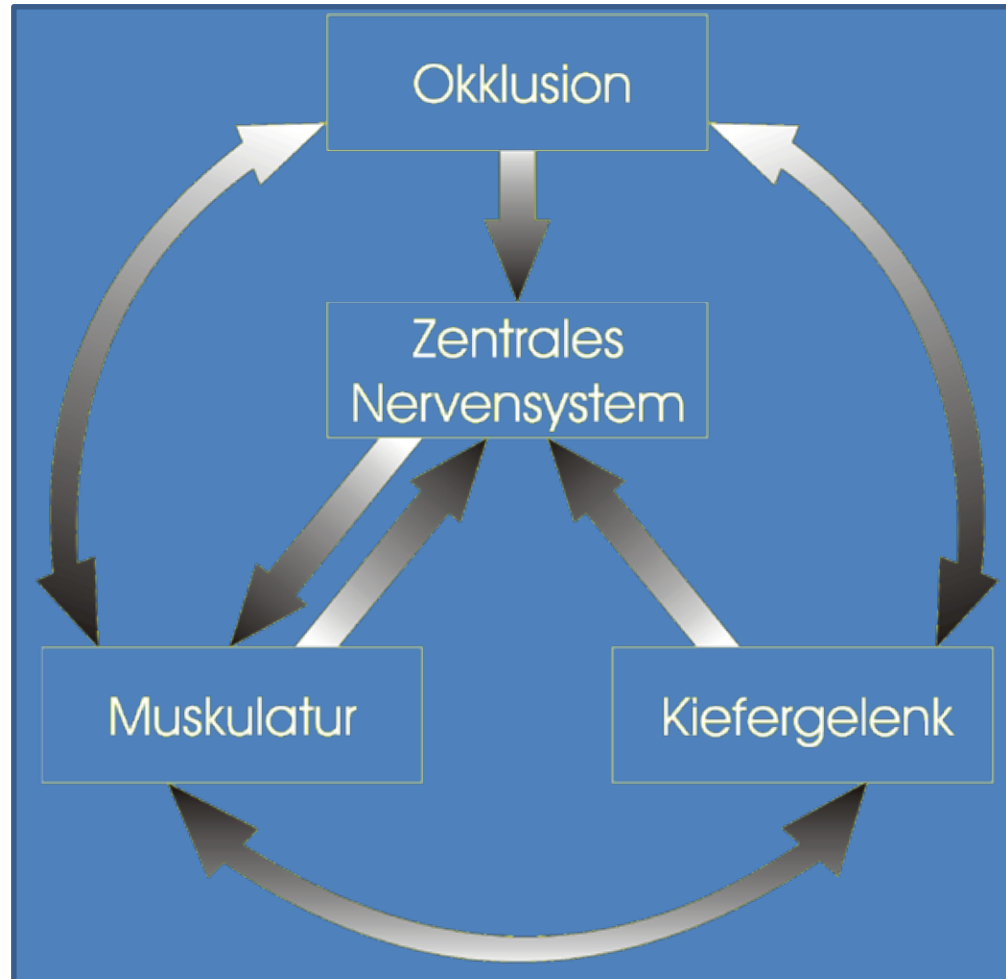 Okklusion
Zentrales
Nervensystem
Muskulatur
Kiefergelenk